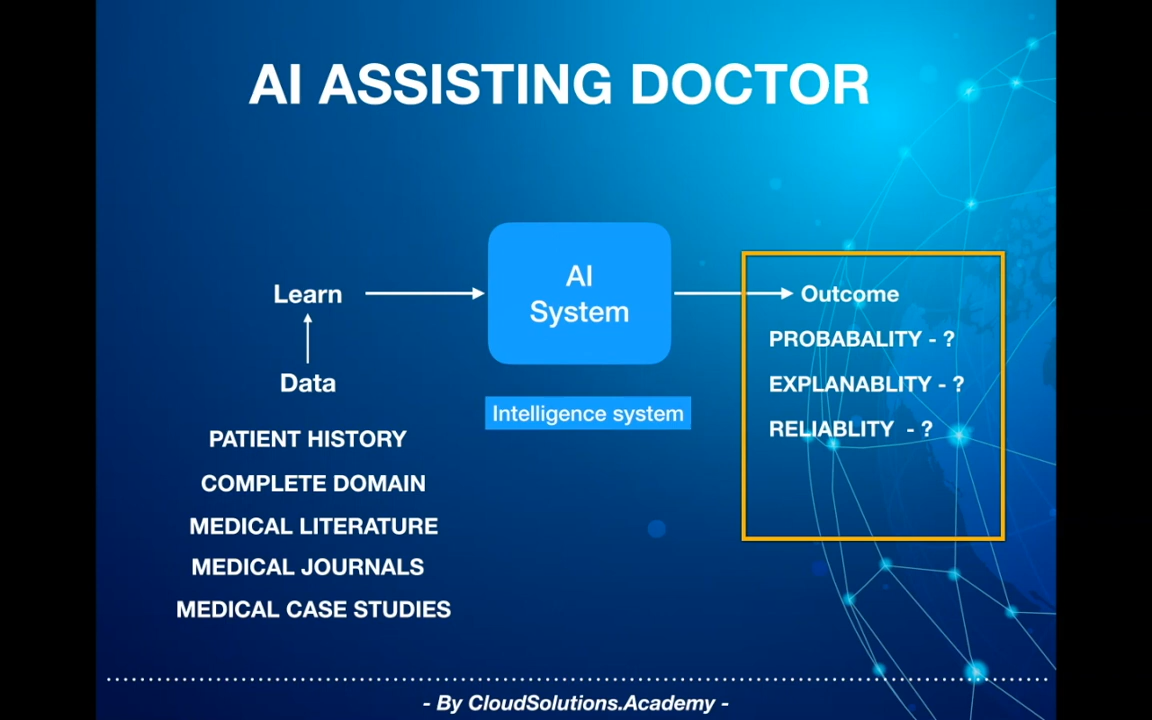 AI ASSISTING DOCTOR
Learn
Data
PATIENT HISTORY
COMPLETE DOMAIN
MEDICAL LITERATURE
MEDICAL JOURNALS
MEDICAL CASE STUDIES
AI
System
Intelligence system
Outcome
PROBABALITY - ?
EXPLANABLITY - ?
RELIABLITY - ?
- By CloudSolutions.Academy -